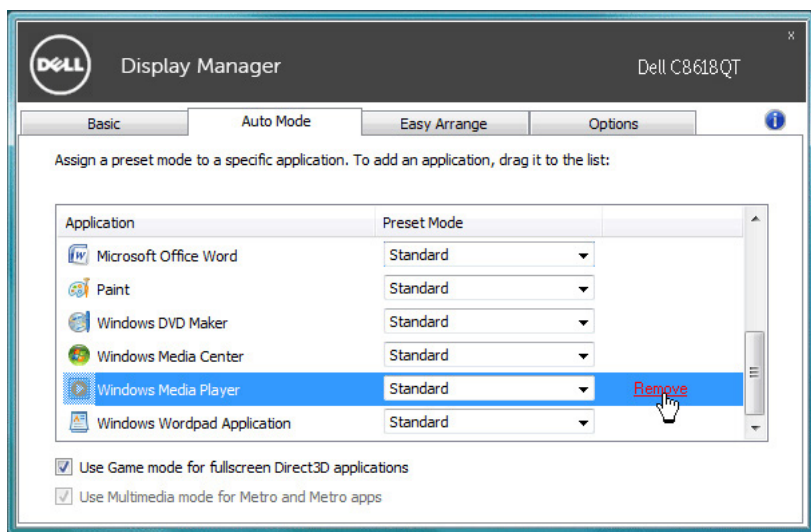 x
DELL Display Manager Dell C8618QT
Basic Auto Mode Easy Arrange Options i
Assign a preset mode to a specific application. To add an application, drag it to the list:
Application Preset Mode
Microsoft Office Word Standard
Paint Standard
Windows DVD Maker Standard
Windows Media Center Standard
Windows Media Player Standard Remove
Windows Wordpad Application Standard
Use Game mode for fullscreen Direct3D applications
Use Multimedia mode for Metro and Metro apps